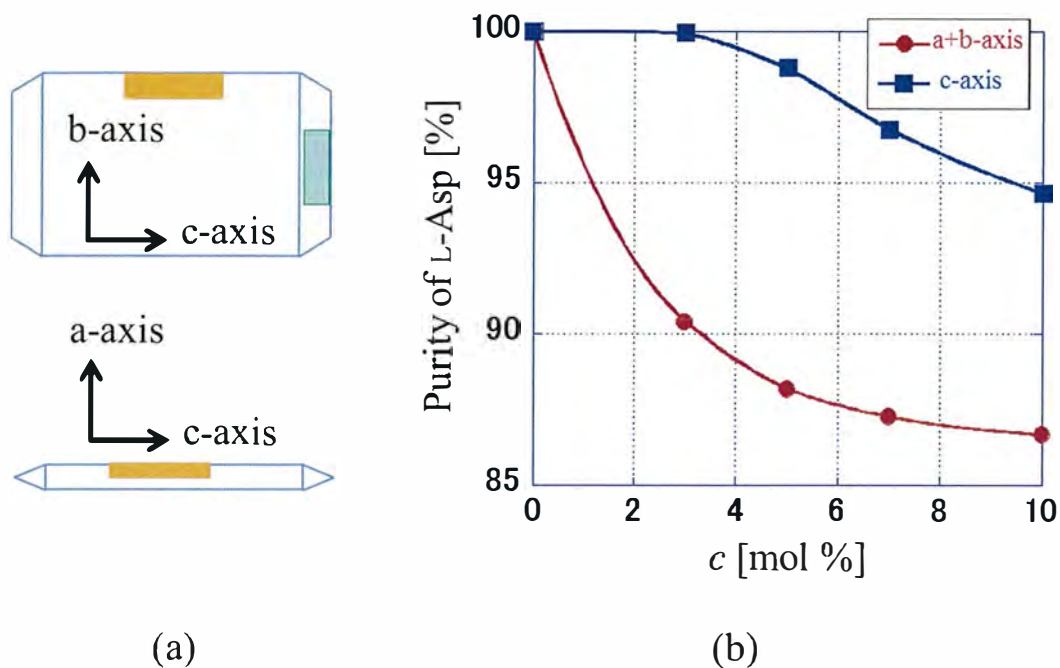 b-axis
c-axis
a-axis
c-axis
(a)
Purity of L-Asp [%]
100
95
90
85
0 2 4 6 8 10
c [mol %]
a+b-axis
c-axis
(b)